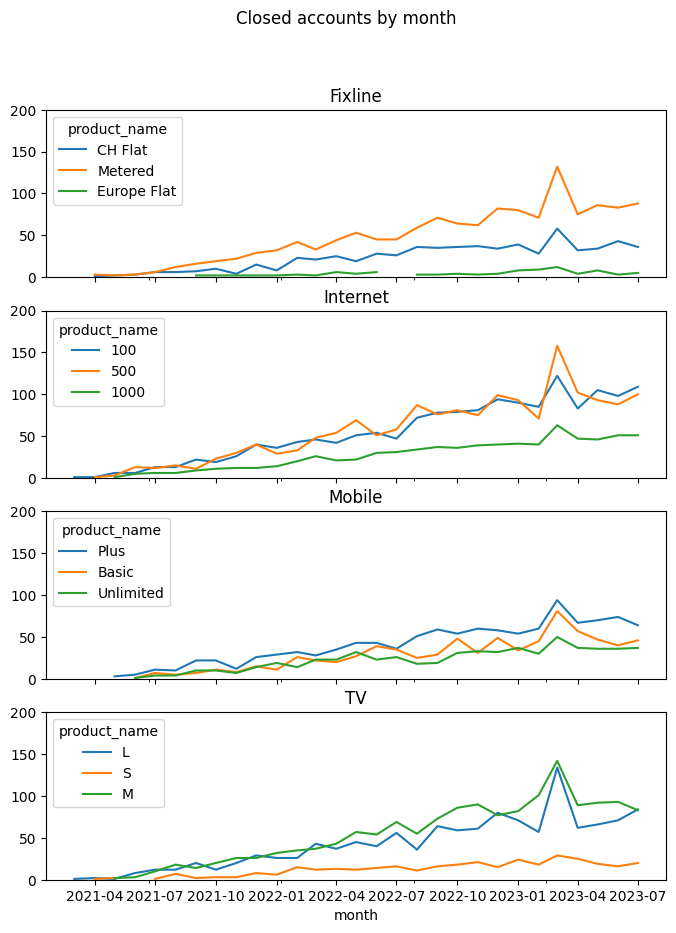 Closed accounts by month
Fixline
200
150
100
50
0
product_name
CH Flat
Metered
Europe Flat
Internet
200
150
100
50
0
product_name
100
500
1000
Mobile
200
150
100
50
0
product_name
Plus
Basic
Unlimited
TV
200
150
100
50
0
product_name
L
S
M
2021-04 2021-07 2021-10 2022-01 2022-04 2022-07 2022-10 2023-01 2023-04 2023-07
month